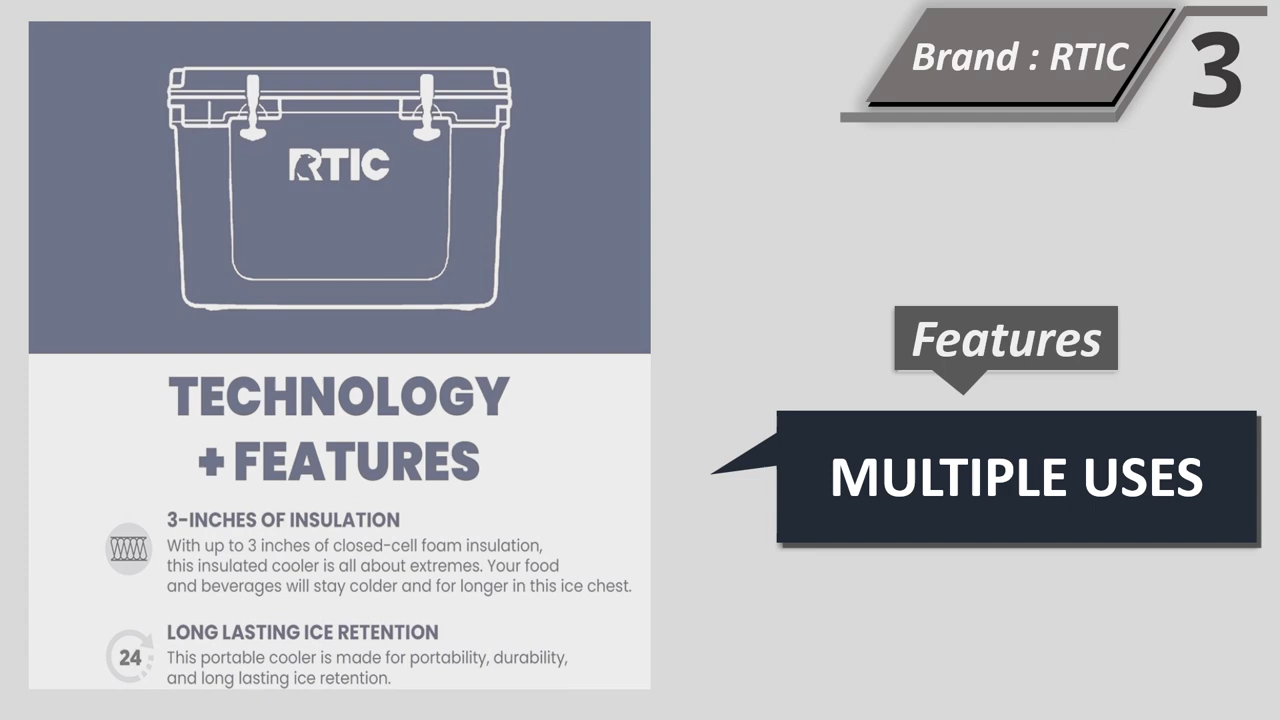 RTIC
TECHNOLOGY
+ FEATURES
3-INCHES OF INSULATION
With up to 3 inches of closed-cell foam insulation,
this insulated cooler is all about extremes. Your food
and beverages will stay colder and for longer in this ice chest.
24
LONG LASTING ICE RETENTION
This portable cooler is made for portability, durability,
and long lasting ice retention.
Brand : RTIC
3
Features
MULTIPLE USES